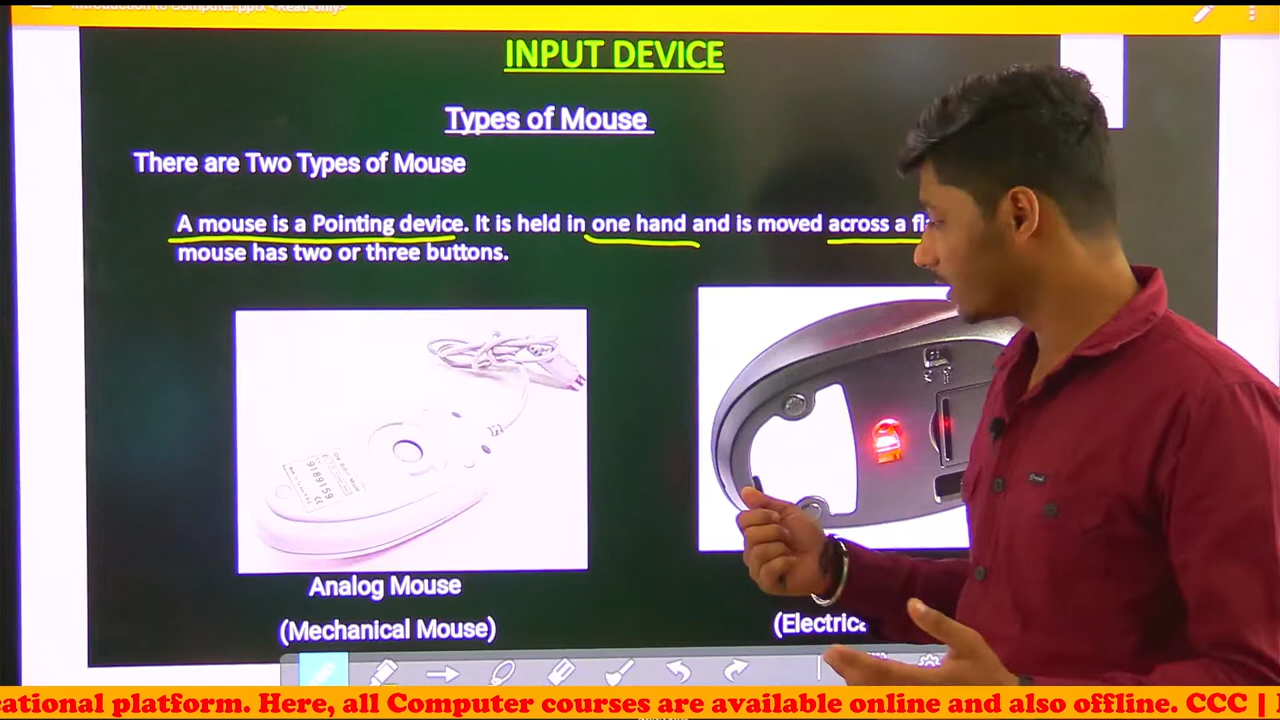 Introduction to Computer.pptx <Read-only>
INPUT DEVICE
Types of Mouse
There are Two Types of Mouse
A mouse is a Pointing device. It is held in one hand and is moved across a
mouse has two or three buttons.
9189159
CE
Analog Mouse
(Mechanical Mouse)
ational platform. Here, all Computer courses are available online and also offline. CCC |